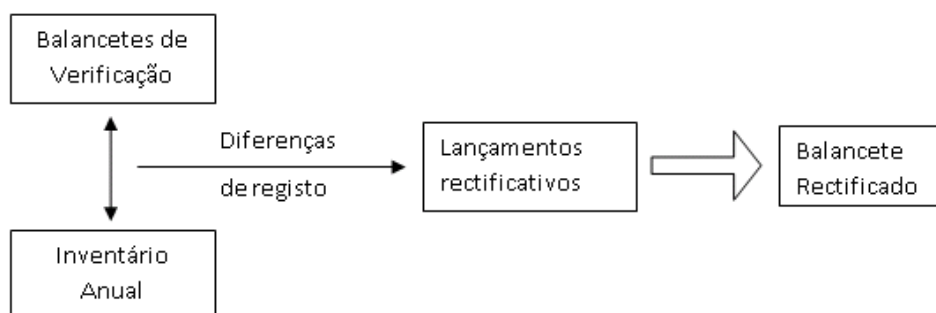 Balancetes de
Verificação
Diferenças
de registo
Lançamentos
rectificativos
Balancete
Rectificado
Inventário
Anual